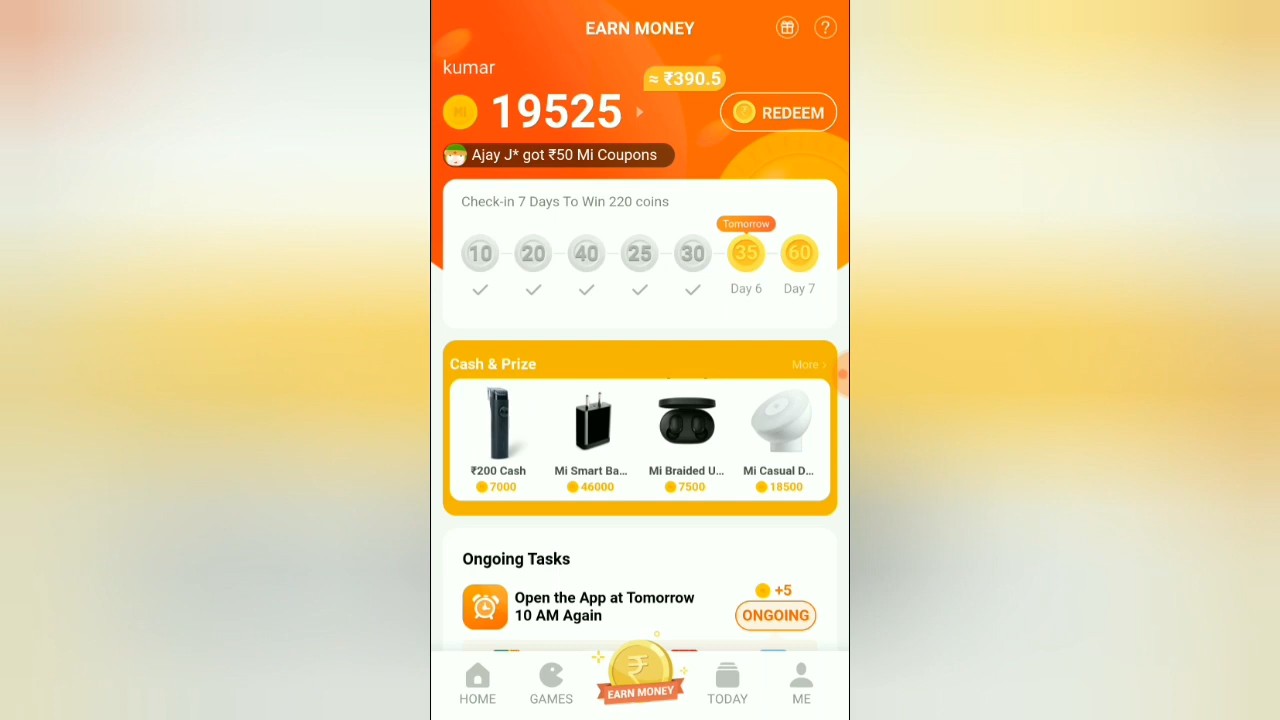 EARN MONEY
?
kumar
≈ ₹390.5
19525
REDEEM
Ajay J* got ₹50 Mi Coupons
Check-in 7 Days To Win 220 coins
Tomorrow
10 20 40 25 30 35 60
Day 6 Day 7
Cash & Prize More >
₹200 Cash Mi Smart Ba... Mi Braided U... Mi Casual D...
7000 46000 7500 18500
Ongoing Tasks
Open the App at Tomorrow
10 AM Again
+5
ONGOING
₹
HOME GAMES EARN MONEY TODAY ME